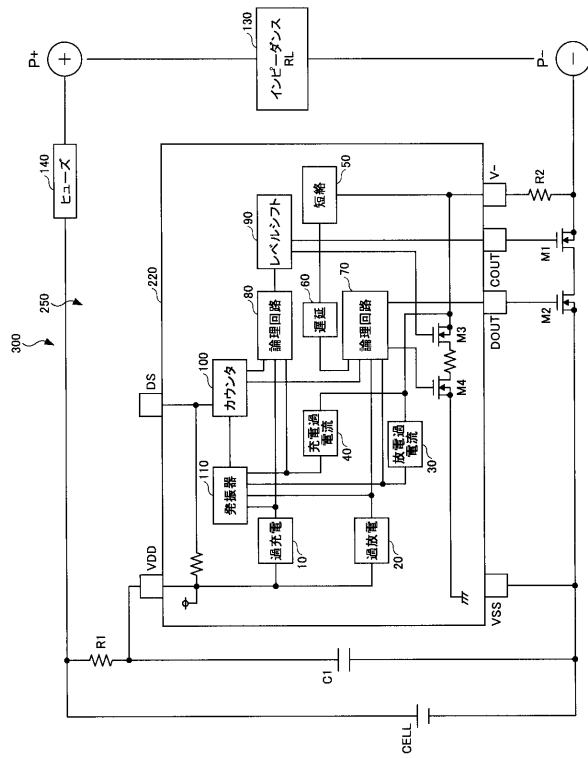 300
250
P+
+
140
ヒューズ
130
インピーダンス
RL
P-
−
220
DS
VDD
R1
C1
CELL
110
発振器
100
カウンタ
80
論理回路
90
レベルシフト
50
短絡
60
遅延
70
論理回路
過充電
10
過放電
20
充電過
電流
40
放電過
電流
30
M4
M3
VSS
DOUT
COUT
V-
R2
M2
M1